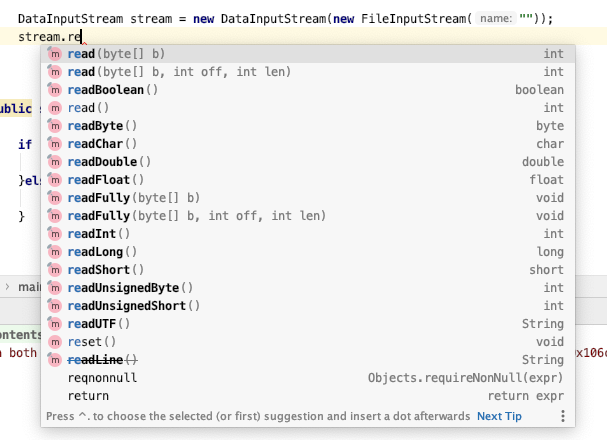 DataInputStream stream = new DataInputStream(new FileInputStream( name: ""));
stream.re
m read(byte[] b) int
m read(byte[] b, int off, int len) int
m readBoolean() boolean
ublic s m read() int
m readByte() byte
if m readChar() char
m readDouble() double
}els m readFloat() float
m readFully(byte[] b) void
} m readFully(byte[] b, int off, int len) void
m readInt() int
m readLong() long
m readShort() short
› main m readUnsignedByte() int
m readUnsignedShort() int
ontents m readUTF() String
m reset() void
n both m readLine() String 0x106c
reqnonnull Objects.requireNonNull(expr)
return return expr
Press ^. to choose the selected (or first) suggestion and insert a dot afterwards Next Tip